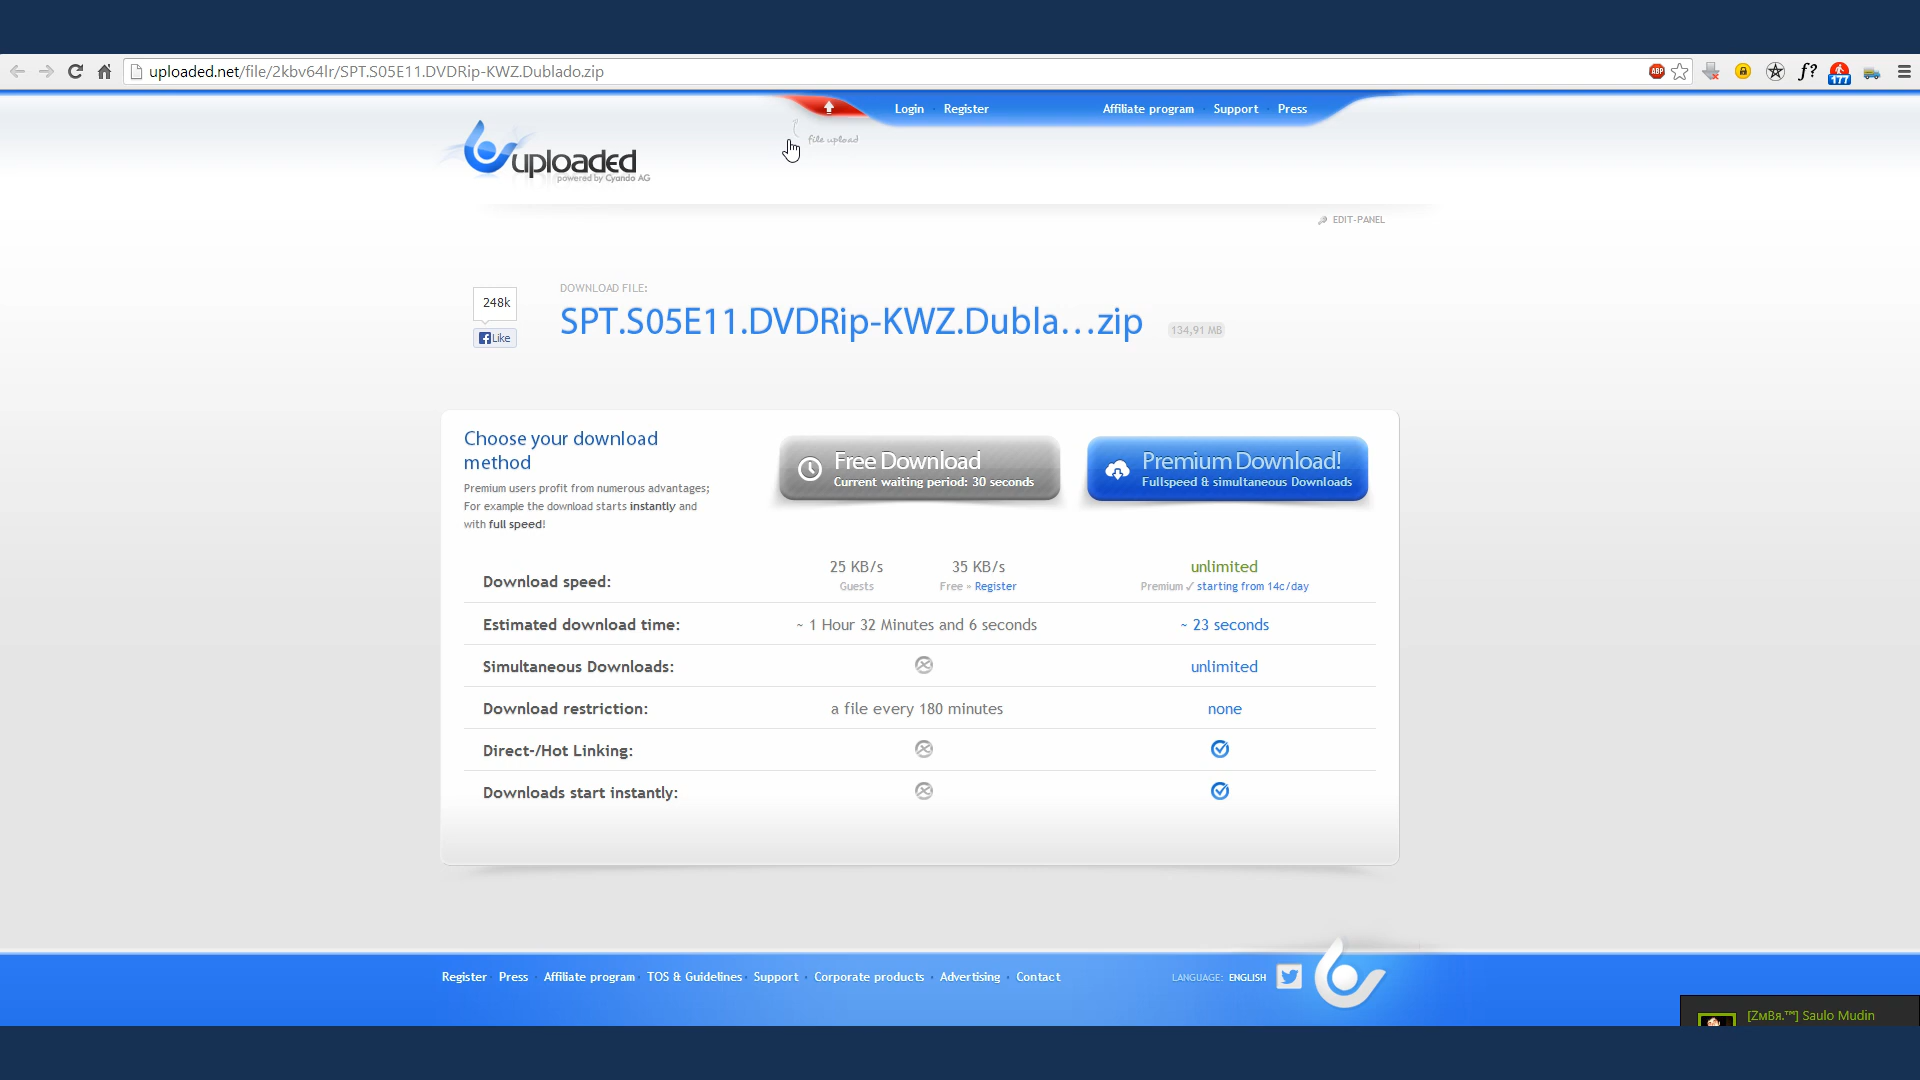 uploaded.net/file/2kbv64lr/SPT.S05E11.DVDRip-KWZ.Dublado.zip
ABP
f?
177
Login Register Affiliate program Support Press
file upload
uploaded
powered by Cyando AG
EDIT-PANEL
248k
Like
DOWNLOAD FILE:
SPT.S05E11.DVDRip-KWZ.Dubla...zip 134,91 MB
Choose your download
method
Premium users profit from numerous advantages;
For example the download starts instantly and
with full speed!
Free Download
Current waiting period: 30 seconds
Premium Download!
Fullspeed & simultaneous Downloads
Download speed:
25 KB/s
Guests
35 KB/s
Free » Register
unlimited
Premium ✓ starting from 14c/day
Estimated download time: ~ 1 Hour 32 Minutes and 6 seconds ~ 23 seconds
Simultaneous Downloads: unlimited
Download restriction: a file every 180 minutes none
Direct-/Hot Linking:
Downloads start instantly:
Register · Press · Affiliate program · TOS & Guidelines · Support · Corporate products · Advertising · Contact
LANGUAGE: ENGLISH
[ZмВя.™] Saulo Mudin